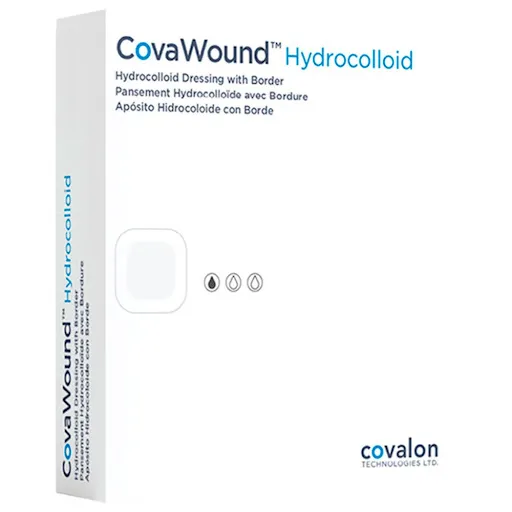 CovaWound™ Hydrocolloid
Hydrocolloid Dressing with Border
Pansement Hydrocolloïde avec Bordure
Apósito Hidrocoloide con Borde
covalon
TECHNOLOGIES LTD.
CovaWound™ Hydrocolloid
Hydrocolloid Dressing with Border
Pansement Hydrocolloïde avec Bordure
Apósito Hidrocoloide con Borde